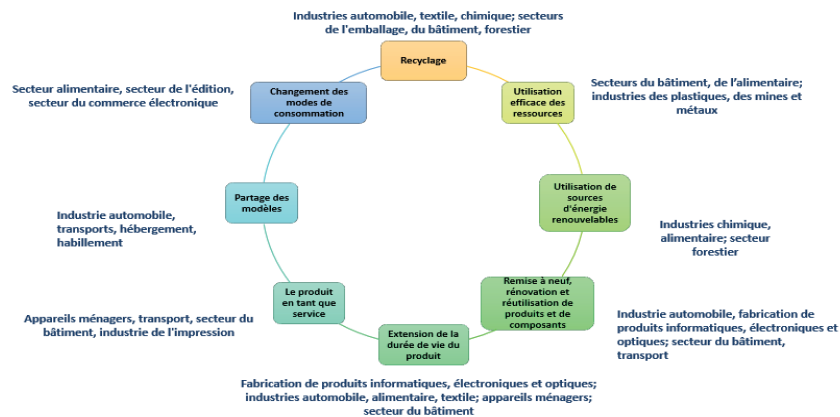 Industries automobile, textile, chimique; secteurs
de l'emballage, du bâtiment, forestier
Recyclage
Utilisation
efficace des
ressources
Secteurs du bâtiment, de l'alimentaire;
industries des plastiques, des mines et
métaux
Utilisation de
sources
d'énergie
renouvelables
Industries chimique,
alimentaire; secteur
forestier
Remise à neuf,
rénovation et
réutilisation de
produits et de
composants
Industrie automobile, fabrication de
produits informatiques, électroniques et
optiques; secteur du bâtiment,
transport
Extension de la
durée de vie du
produit
Fabrication de produits informatiques, électroniques et optiques;
industries automobile, alimentaire, textile; appareils ménagers;
secteur du bâtiment
Le produit
en tant que
service
Appareils ménagers, transport, secteur du
bâtiment, industrie de l'impression
Partage des
modèles
Industrie automobile,
transports, hébergement,
habillement
Changement des
modes de
consommation
Secteur alimentaire, secteur de l'édition,
secteur du commerce électronique